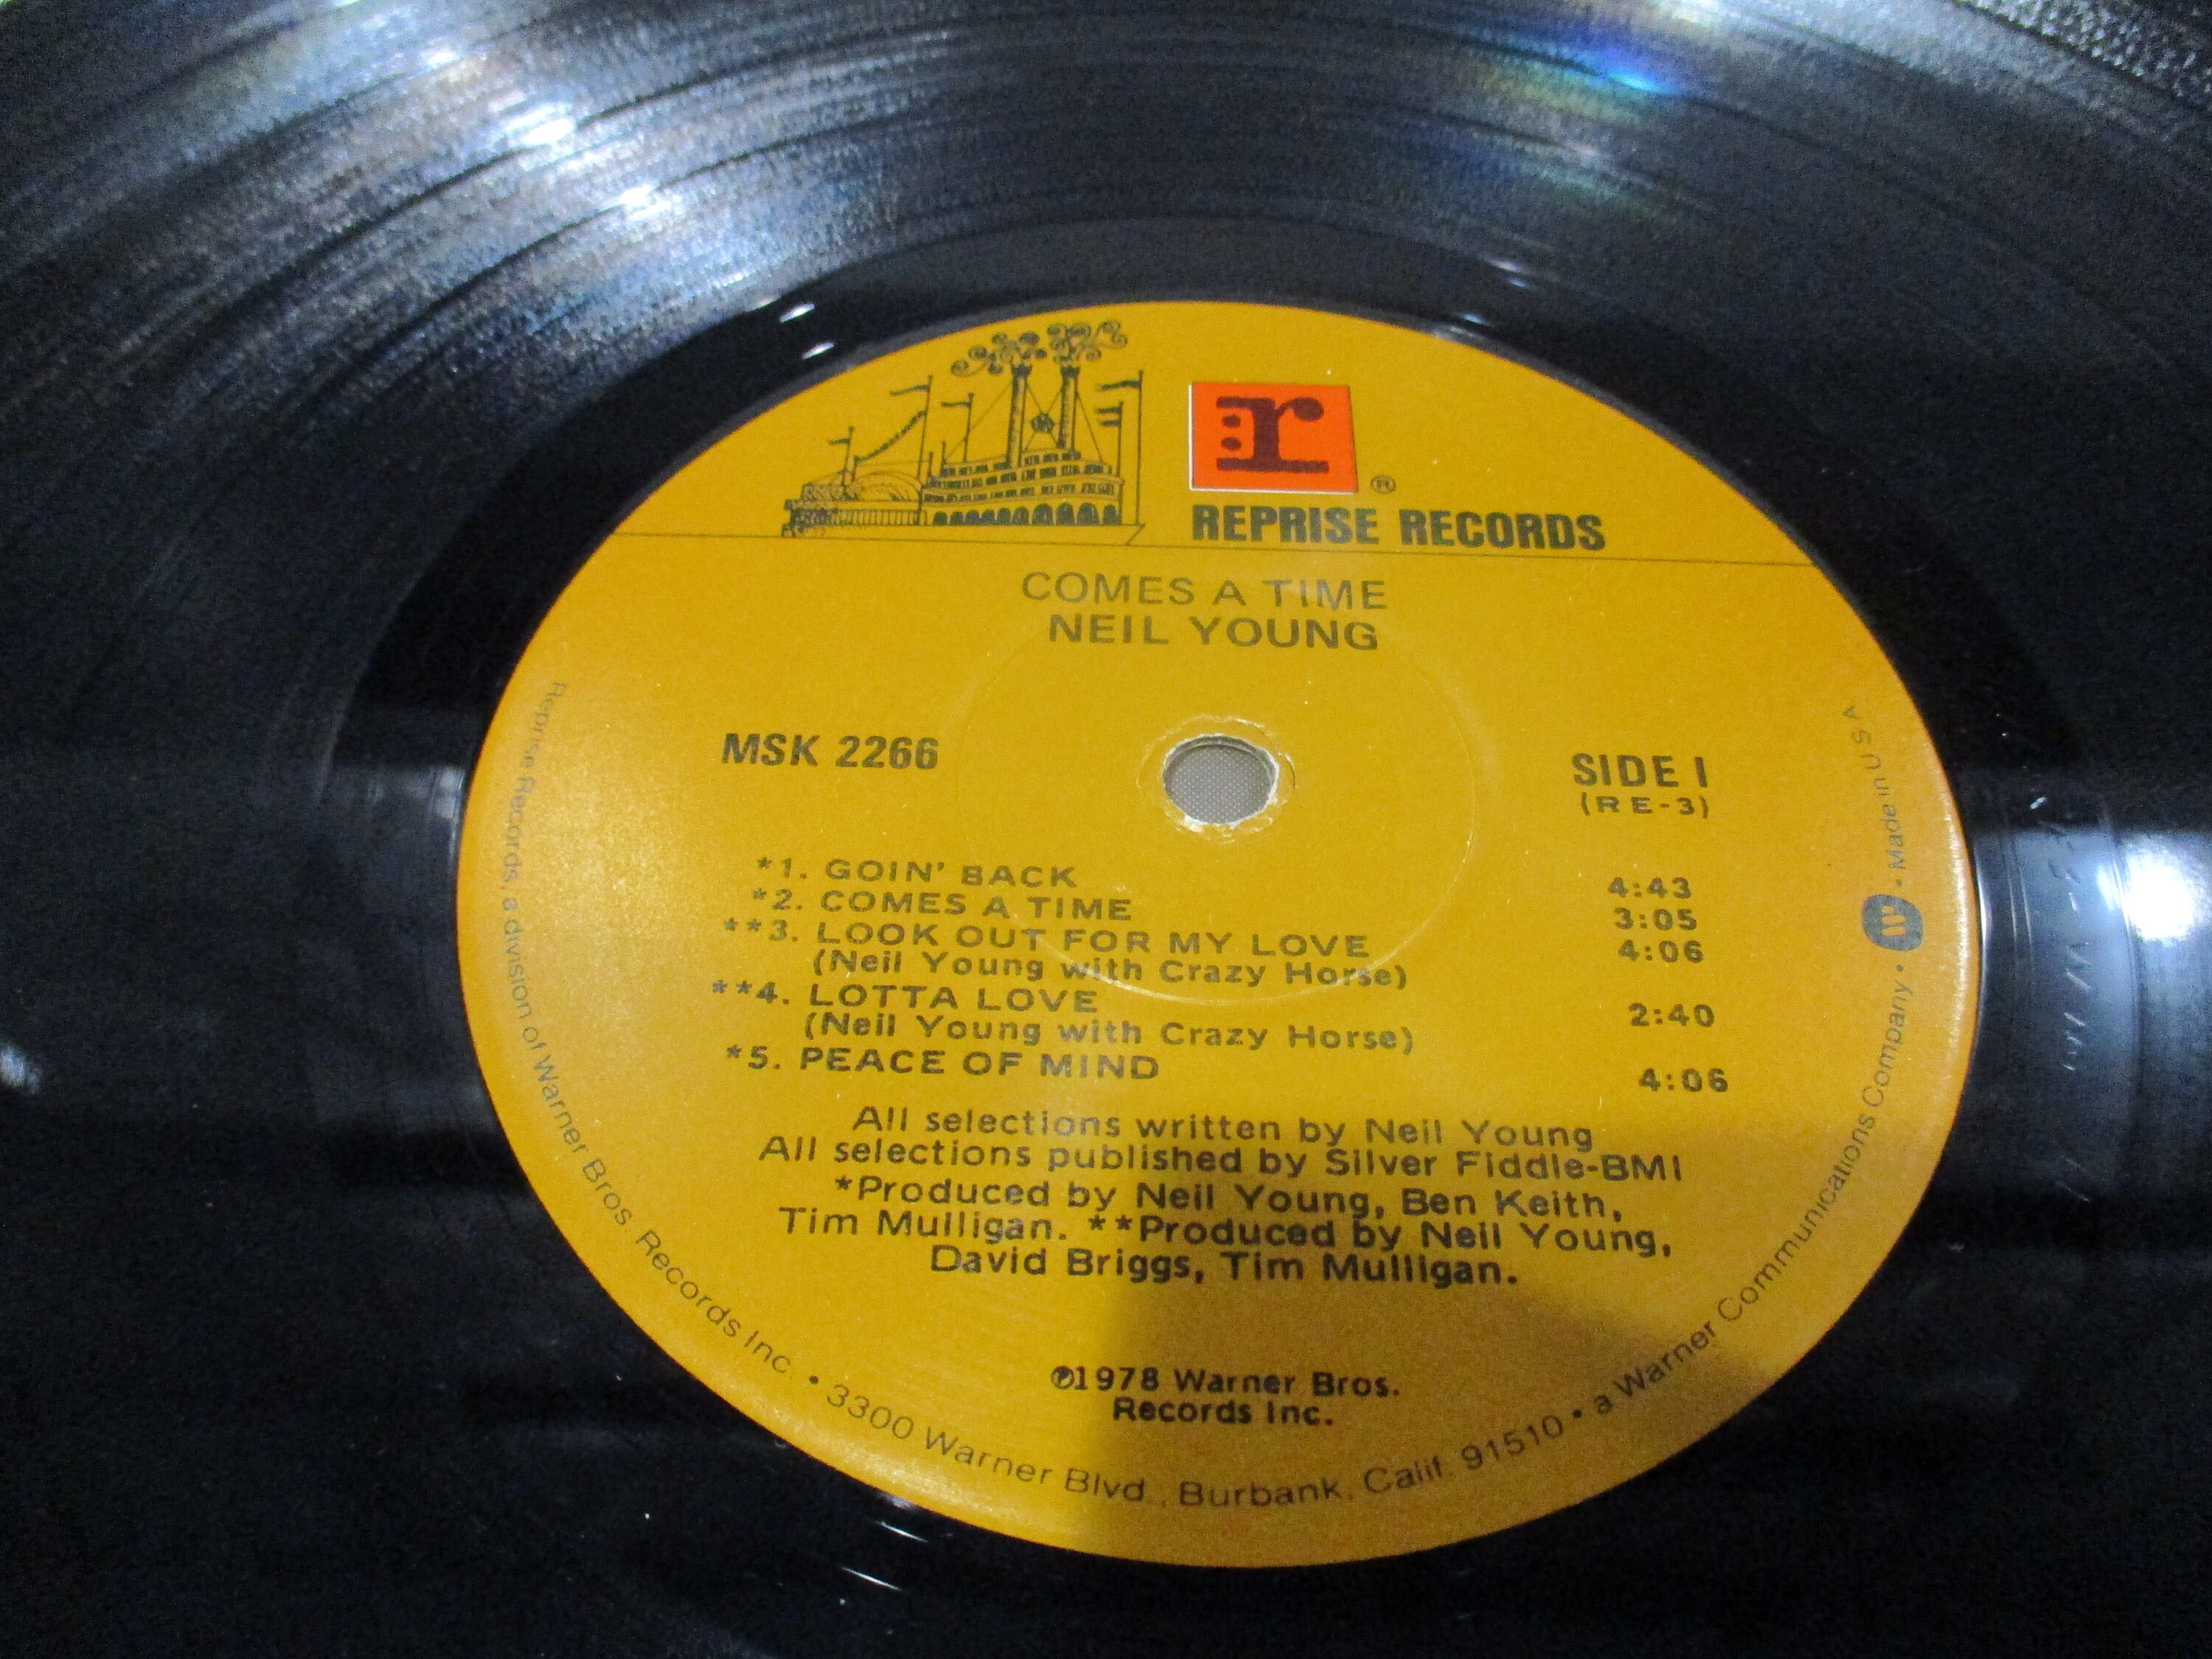 r
®
REPRISE RECORDS
COMES A TIME
NEIL YOUNG
MSK 2266
SIDE 1
(RE-3)
*1. GOIN' BACK 4:43
*2. COMES A TIME 3:05
**3. LOOK OUT FOR MY LOVE 4:06
(Neil Young with Crazy Horse)
**4. LOTTA LOVE 2:40
(Neil Young with Crazy Horse)
*5. PEACE OF MIND 4:06
All selections written by Neil Young
All selections published by Silver Fiddle-BMI
*Produced by Neil Young, Ben Keith,
Tim Mulligan. **Produced by Neil Young,
David Briggs, Tim Mulligan.
℗1978 Warner Bros.
Records Inc.
Reprise Records, a division of Warner Bros. Records Inc. • 3300 Warner Blvd., Burbank, Calif. 91510 • a Warner Communications Company • W • Made in U S A